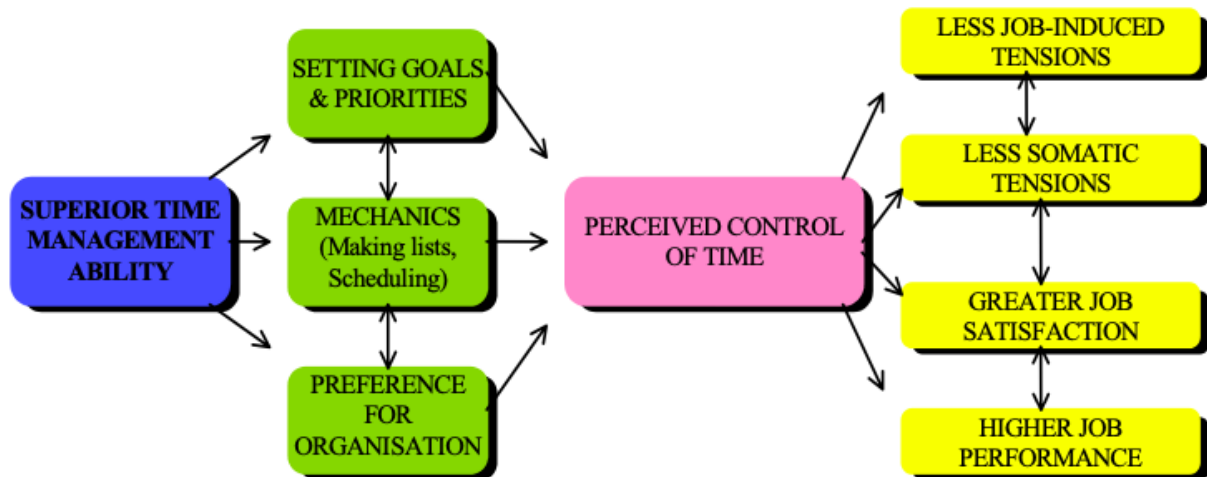 SUPERIOR TIME
MANAGEMENT
ABILITY
SETTING GOALS
& PRIORITIES
MECHANICS
(Making lists,
Scheduling)
PREFERENCE
FOR
ORGANISATION
PERCEIVED CONTROL
OF TIME
LESS JOB-INDUCED
TENSIONS
LESS SOMATIC
TENSIONS
GREATER JOB
SATISFACTION
HIGHER JOB
PERFORMANCE